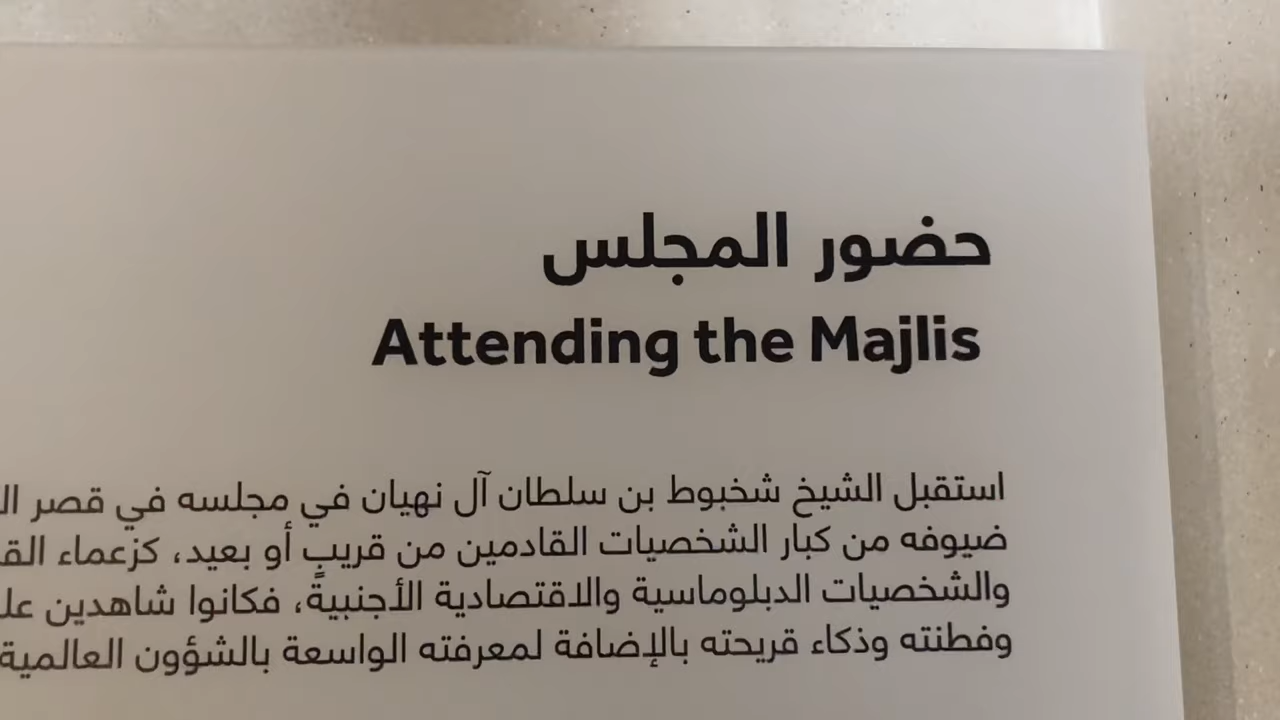 حضور المجلس
Attending the Majlis
استقبل الشيخ شخبوط بن سلطان آل نهيان في مجلسه في قصر
ضيوفه من كبار الشخصيات القادمين من قريبٍ أو بعيد، كزعماء
والشخصيات الدبلوماسية والاقتصادية الأجنبية، فكانوا شاهدين
وفطنته وذكاء قريحته بالإضافة لمعرفته الواسعة بالشؤون العالمية